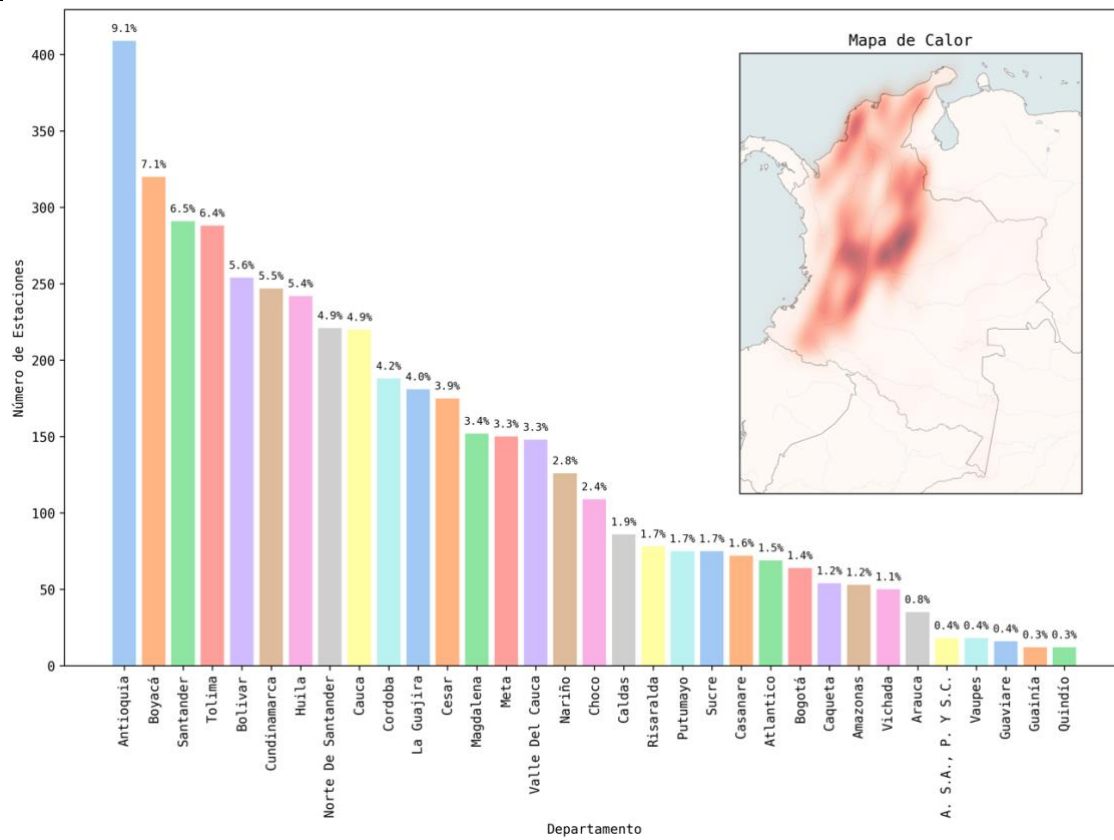 Mapa de Calor
Número de Estaciones
400
350
300
250
200
150
100
50
0
9.1%
7.1%
6.5%
6.4%
5.6%
5.5%
5.4%
4.9%
4.9%
4.2%
4.0%
3.9%
3.4%
3.3%
3.3%
2.8%
2.4%
1.9%
1.7%
1.7%
1.7%
1.6%
1.5%
1.4%
1.2%
1.2%
1.1%
0.8%
0.4%
0.4%
0.4%
0.3%
0.3%
Antioquia
Boyacá
Santander
Tolima
Bolivar
Cundinamarca
Huila
Norte De Santander
Cauca
Cordoba
La Guajira
Cesar
Magdalena
Meta
Valle Del Cauca
Nariño
Choco
Caldas
Risaralda
Putumayo
Sucre
Casanare
Atlantico
Bogotá
Caqueta
Amazonas
Vichada
Arauca
A. S.A., P. Y S.C.
Vaupes
Guaviare
Guainía
Quindío
Departamento